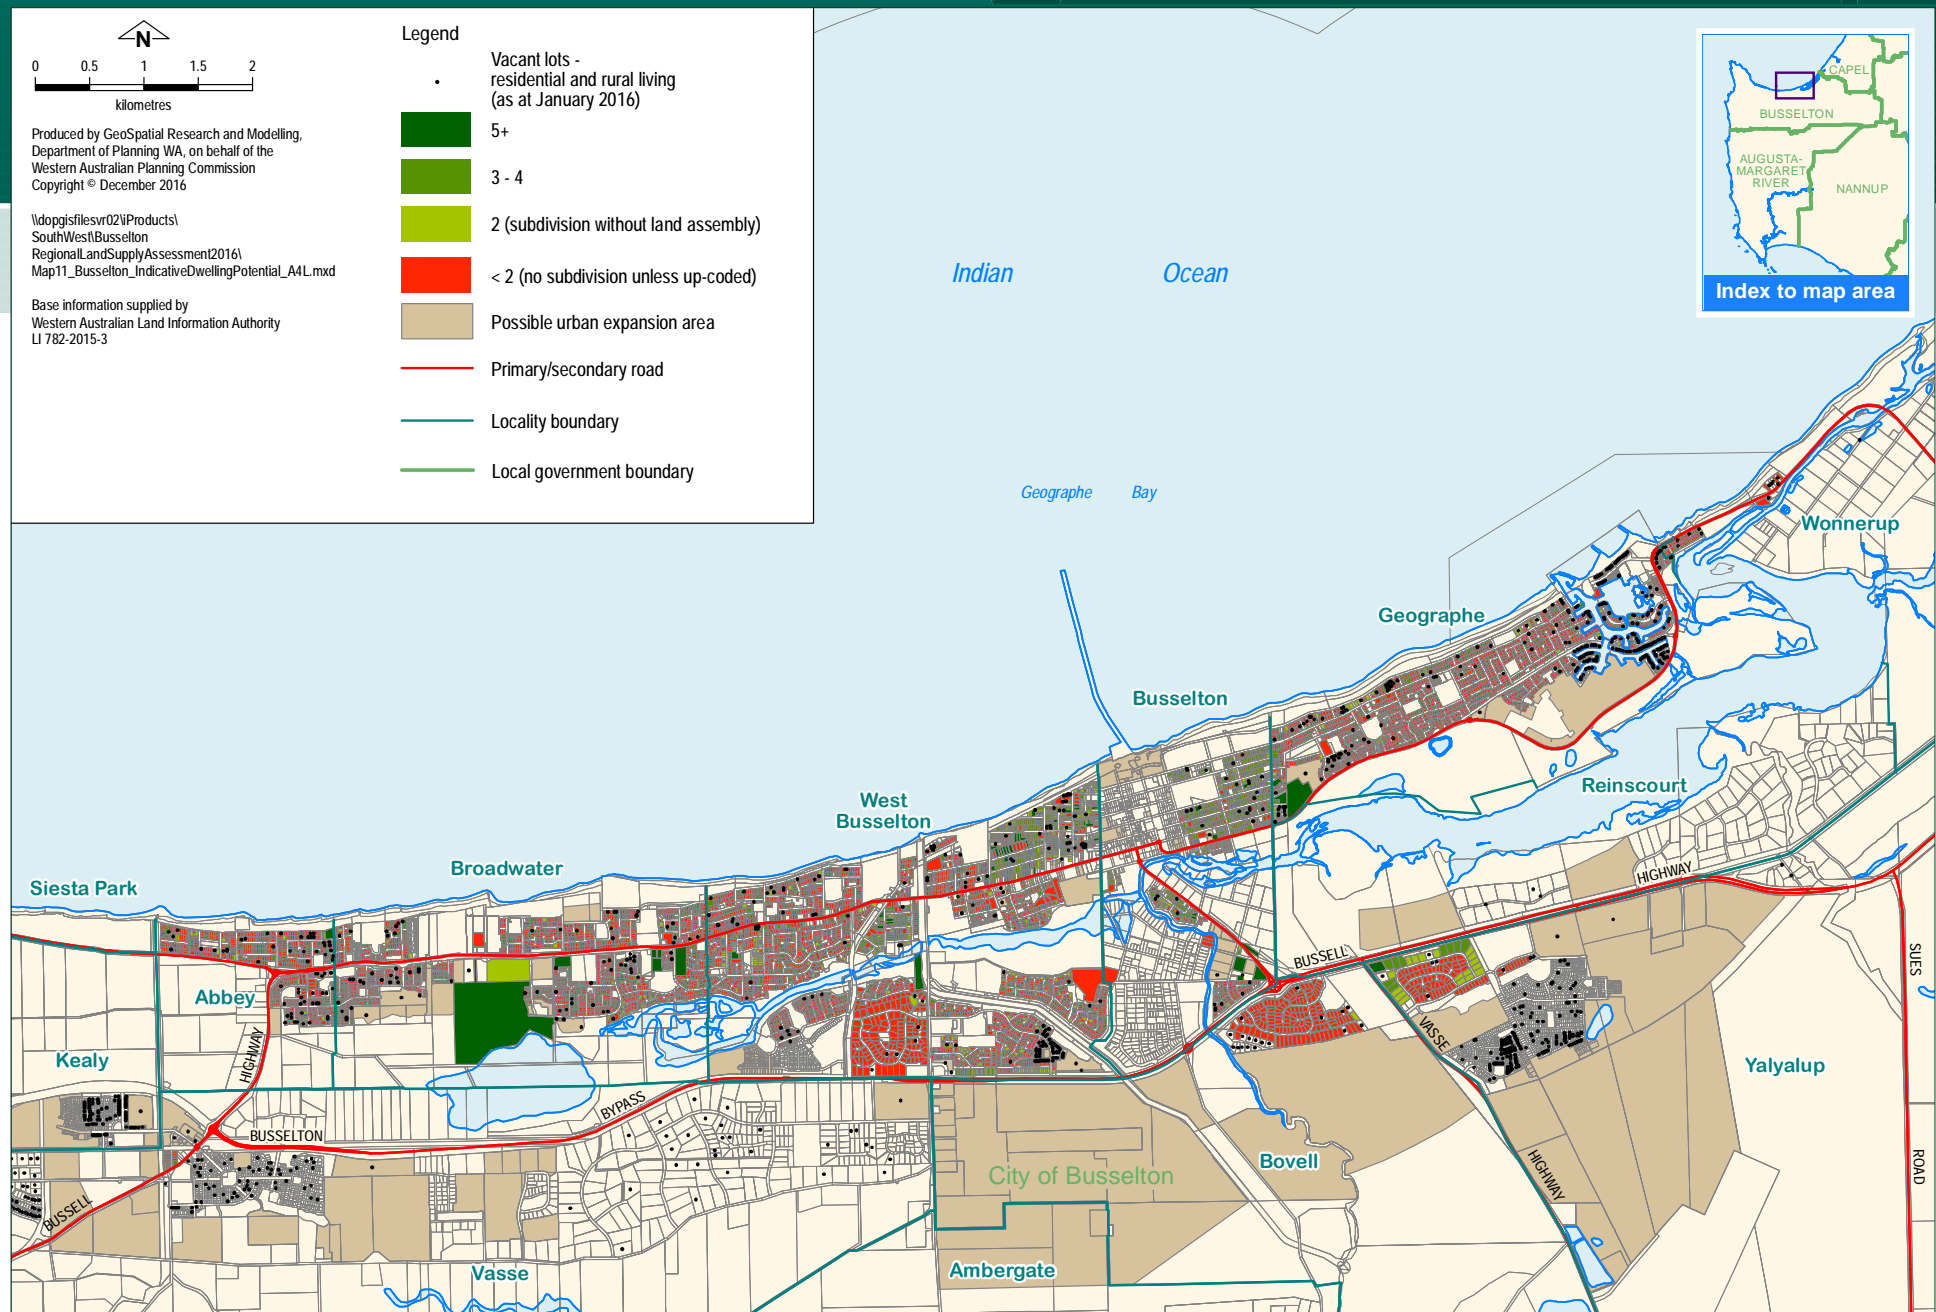 N
0 0.5 1 1.5 2
kilometres
Produced by GeoSpatial Research and Modelling,
Department of Planning WA, on behalf of the
Western Australian Planning Commission
Copyright © December 2016
\\dopgisfilesvr02\iProducts\
SouthWest\Busselton
RegionalLandSupplyAssessment2016\
Map11_Busselton_IndicativeDwellingPotential_A4L.mxd
Base information supplied by
Western Australian Land Information Authority
LI 782-2015-3
Legend
Vacant lots -
residential and rural living
(as at January 2016)
5+
3 - 4
2 (subdivision without land assembly)
< 2 (no subdivision unless up-coded)
Possible urban expansion area
Primary/secondary road
Locality boundary
Local government boundary
CAPEL
BUSSELTON
AUGUSTA-
MARGARET
RIVER
NANNUP
Index to map area
Indian Ocean
Geographe Bay
Wonnerup
Geographe
Busselton
Reinscourt
West
Busselton
Broadwater
Siesta Park
HIGHWAY
BUSSELL
SUES
Abbey
VASSE
HIGHWAY
Kealy
Yalyalup
BYPASS
BUSSELTON
ROAD
Bovell
City of Busselton
HIGHWAY
BUSSELL
Vasse
Ambergate